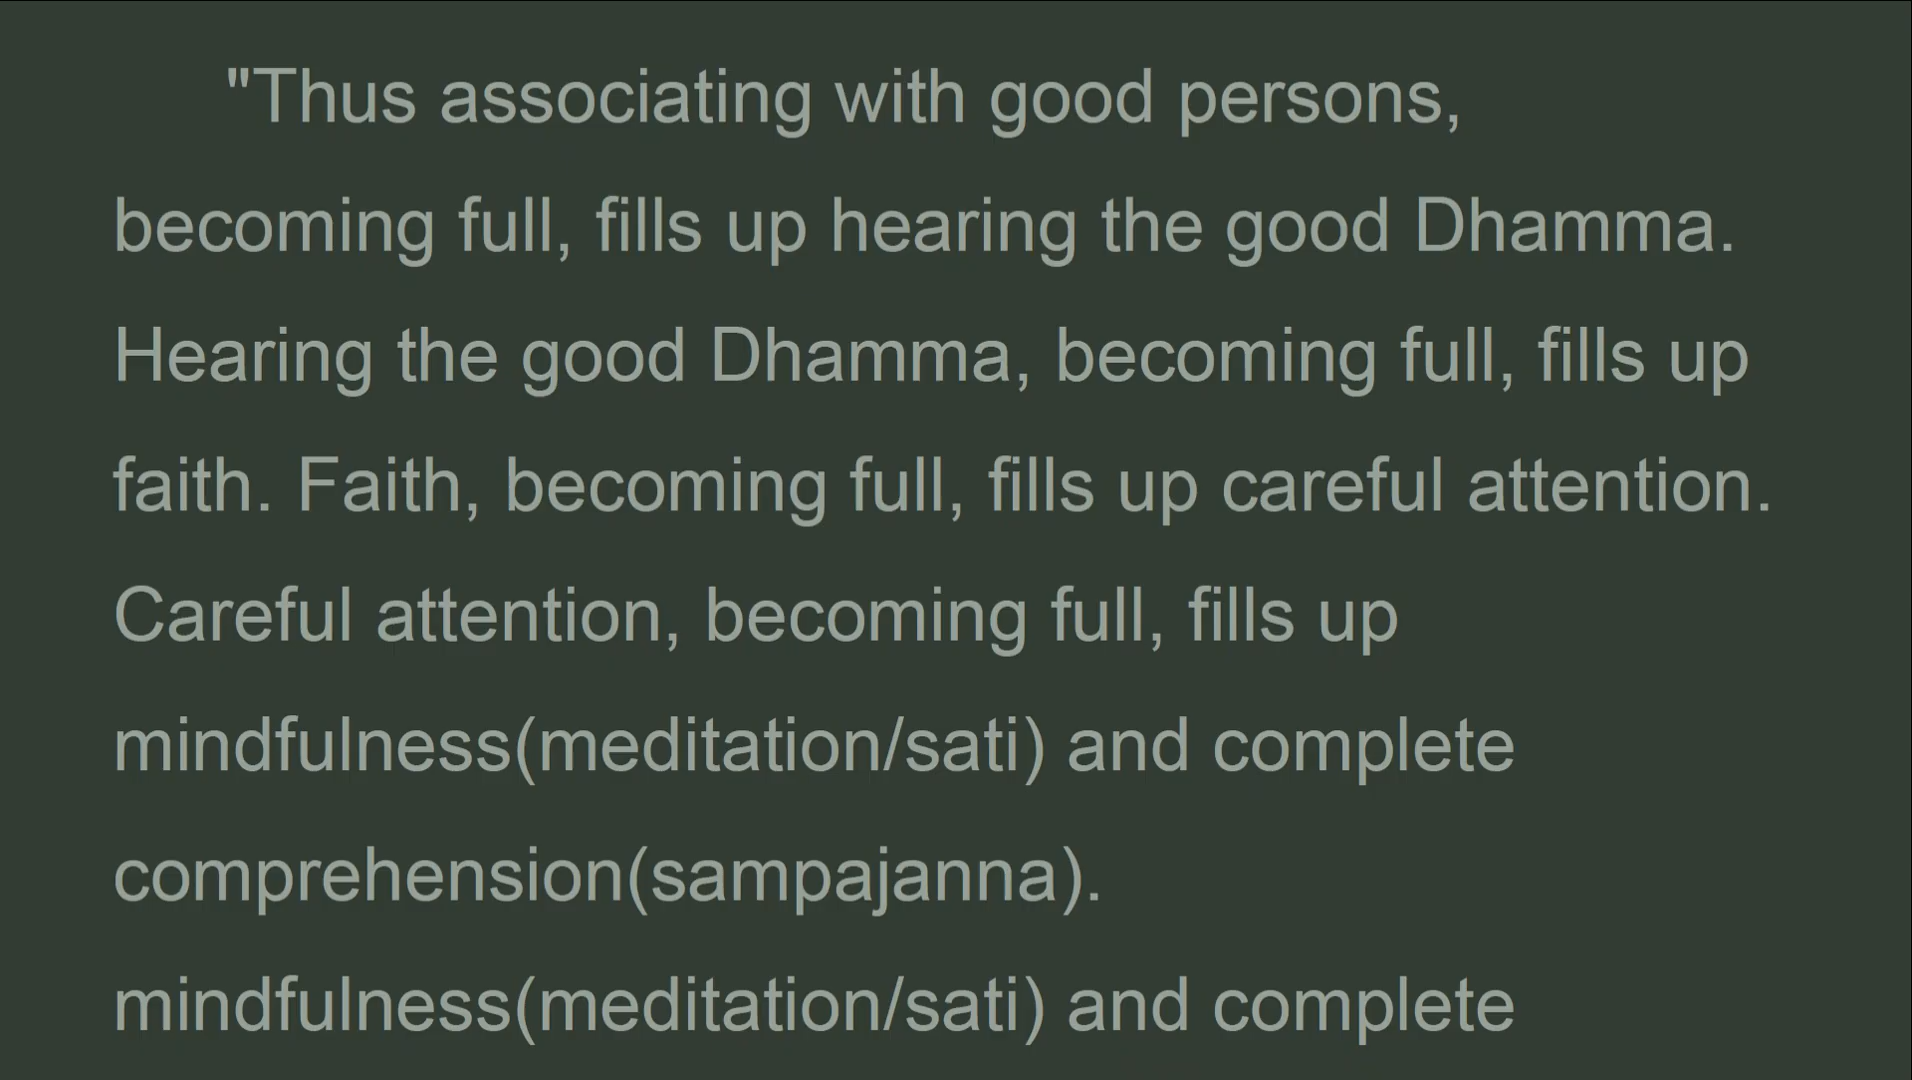 "Thus associating with good persons,
becoming full, fills up hearing the good Dhamma.
Hearing the good Dhamma, becoming full, fills up
faith. Faith, becoming full, fills up careful attention.
Careful attention, becoming full, fills up
mindfulness(meditation/sati) and complete
comprehension(sampajanna).
mindfulness(meditation/sati) and complete